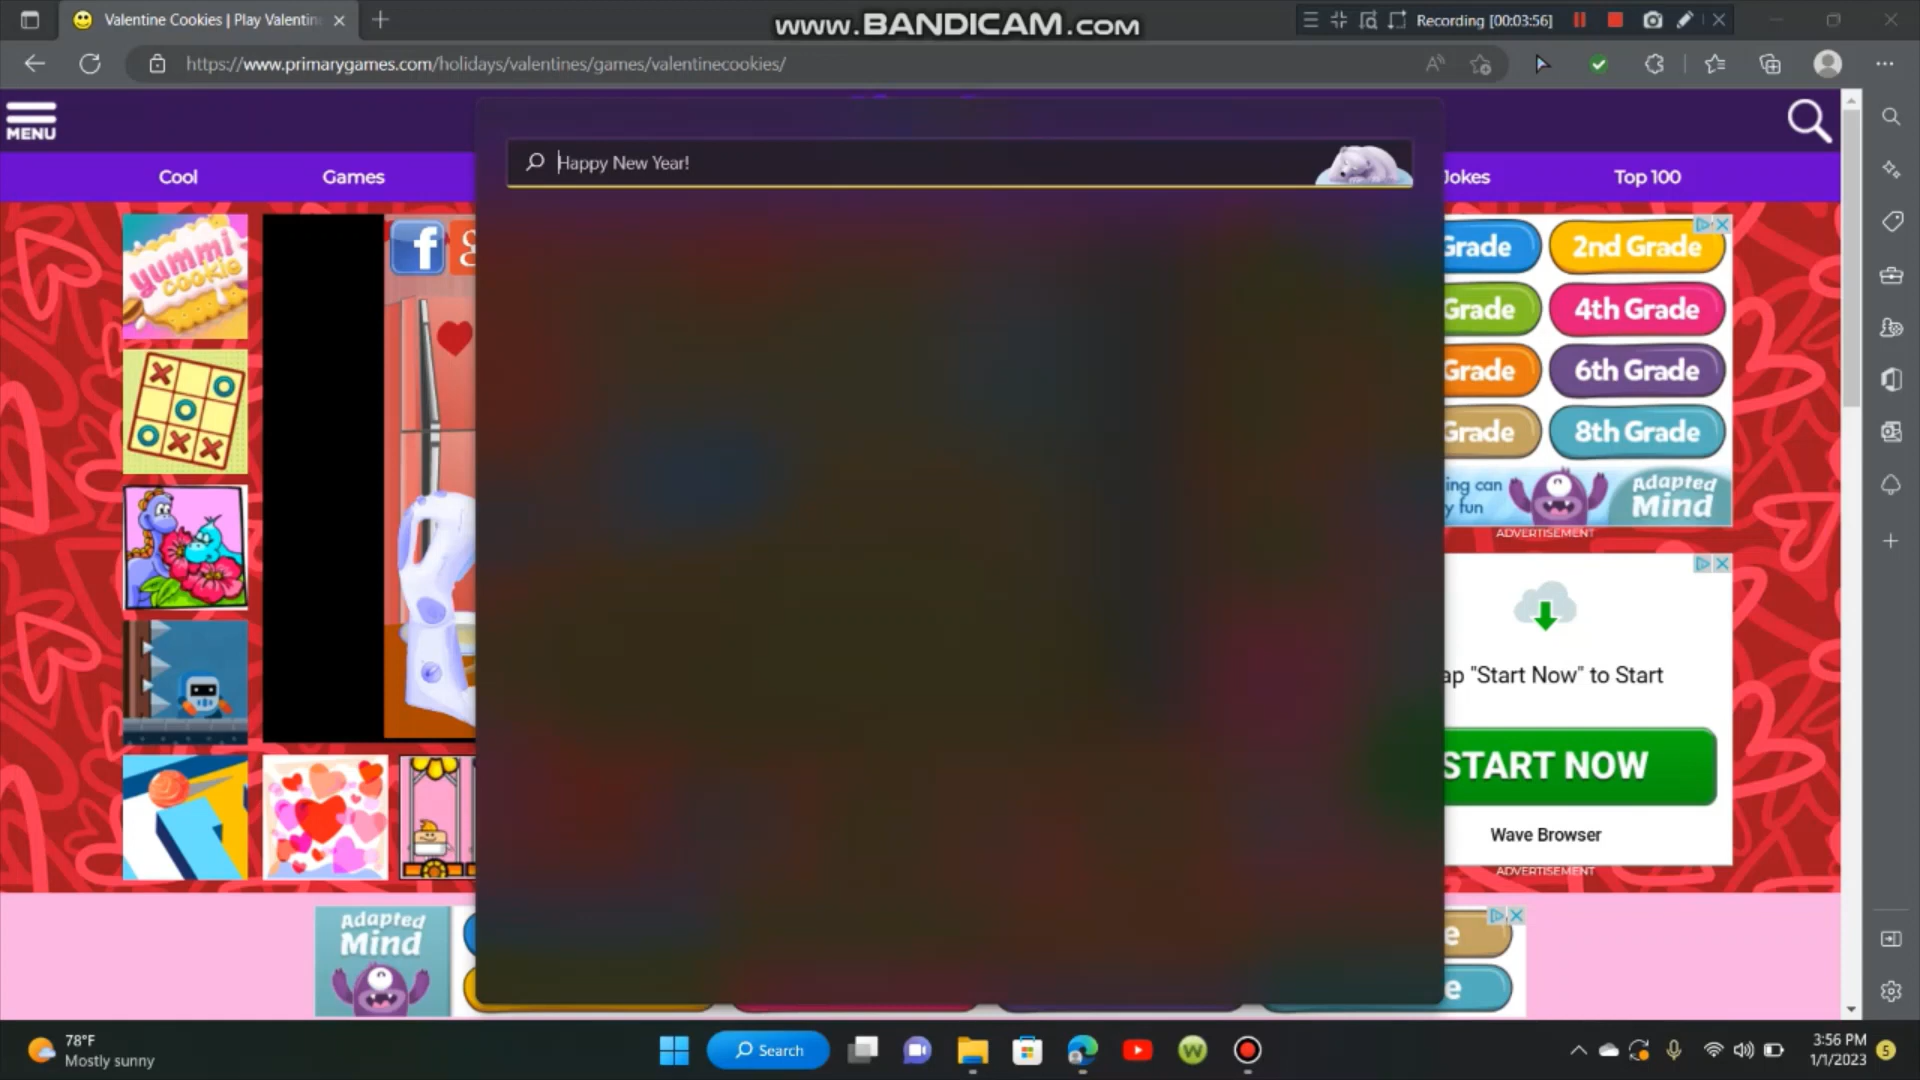 Valentine Cookies | Play Valentin
www.BANDICAM.com
Recording [00:03:56]
https://www.primarygames.com/holidays/valentines/games/valentinecookies/
MENU
Happy New Year!
Cool
Games
Jokes
Top 100
yummi
cookie
f
Grade
2nd Grade
Grade
4th Grade
Grade
6th Grade
Grade
8th Grade
ing can
y fun
Adapted
Mind
ADVERTISEMENT
ap "Start Now" to Start
START NOW
Wave Browser
ADVERTISEMENT
Adapted
Mind
e
e
78°F
Mostly sunny
Search
3:56 PM
1/1/2023
5